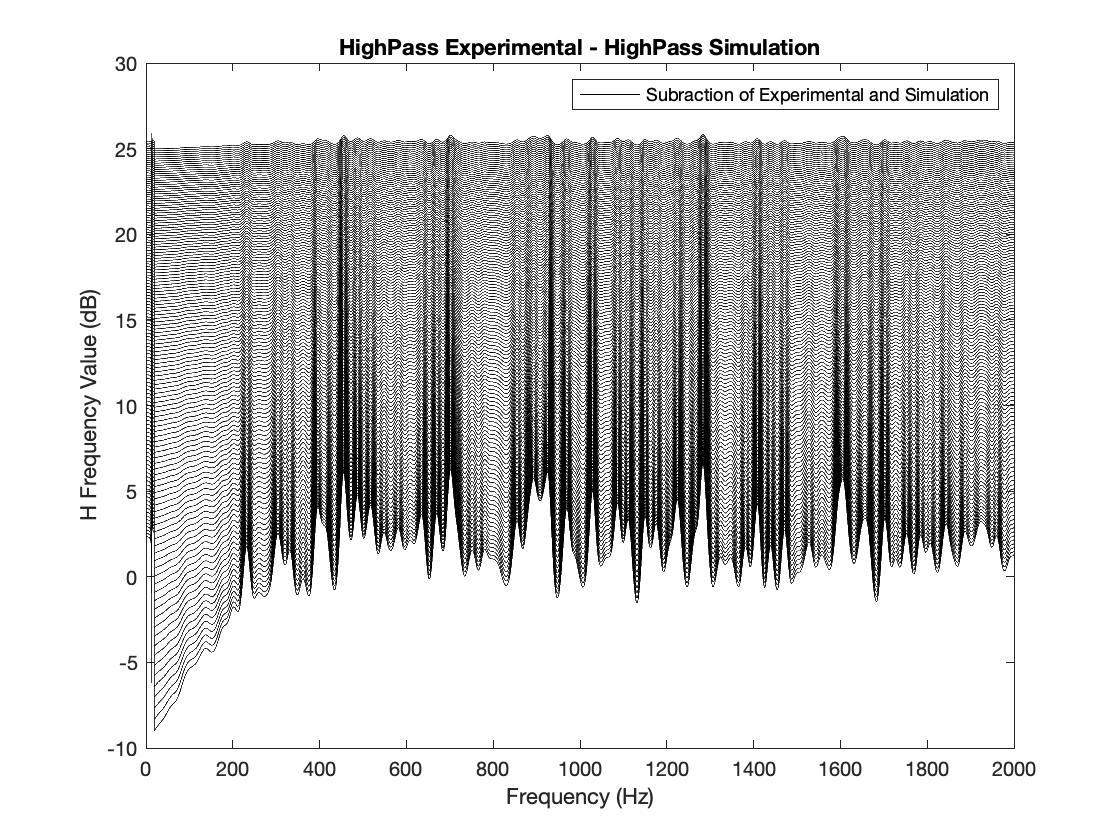 HighPass Experimental - HighPass Simulation
Subraction of Experimental and Simulation
H Frequency Value (dB)
30
25
20
15
10
5
0
-5
-10
0 200 400 600 800 1000 1200 1400 1600 1800 2000
Frequency (Hz)